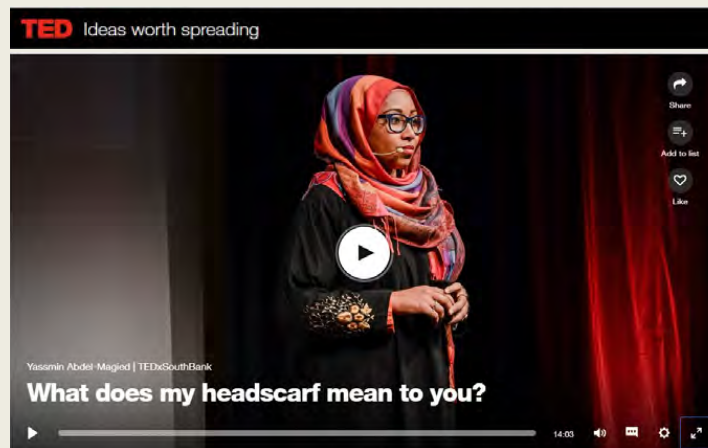 TED Ideas worth spreading
Share
Add to list
Like
Yassmin Abdel-Magied | TEDxSouthBank
What does my headscarf mean to you?
14:03